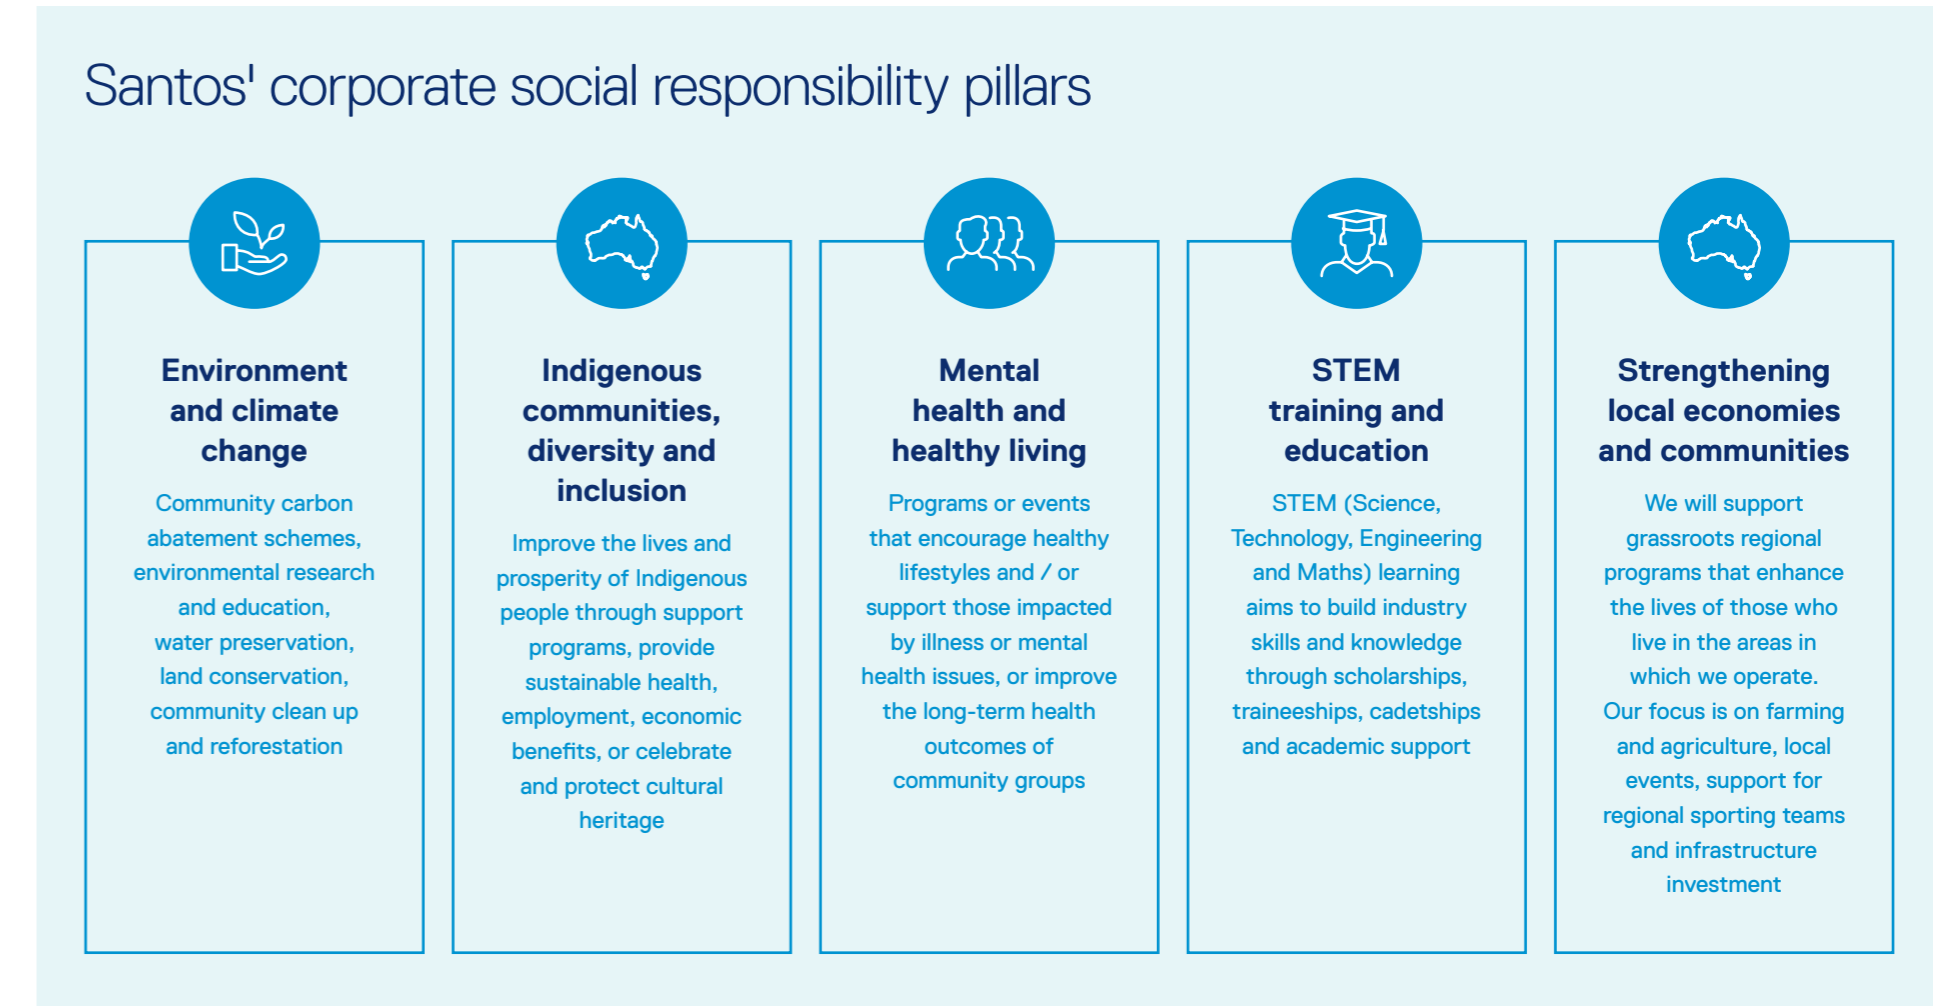 Santos' corporate social responsibility pillars
Environment
and climate
change
Community carbon
abatement schemes,
environmental research
and education,
water preservation,
land conservation,
community clean up
and reforestation
Indigenous
communities,
diversity and
inclusion
Improve the lives and
prosperity of Indigenous
people through support
programs, provide
sustainable health,
employment, economic
benefits, or celebrate
and protect cultural
heritage
Mental
health and
healthy living
Programs or events
that encourage healthy
lifestyles and / or
support those impacted
by illness or mental
health issues, or improve
the long-term health
outcomes of
community groups
STEM
training and
education
STEM (Science,
Technology, Engineering
and Maths) learning
aims to build industry
skills and knowledge
through scholarships,
traineeships, cadetships
and academic support
Strengthening
local economies
and communities
We will support
grassroots regional
programs that enhance
the lives of those who
live in the areas in
which we operate.
Our focus is on farming
and agriculture, local
events, support for
regional sporting teams
and infrastructure
investment